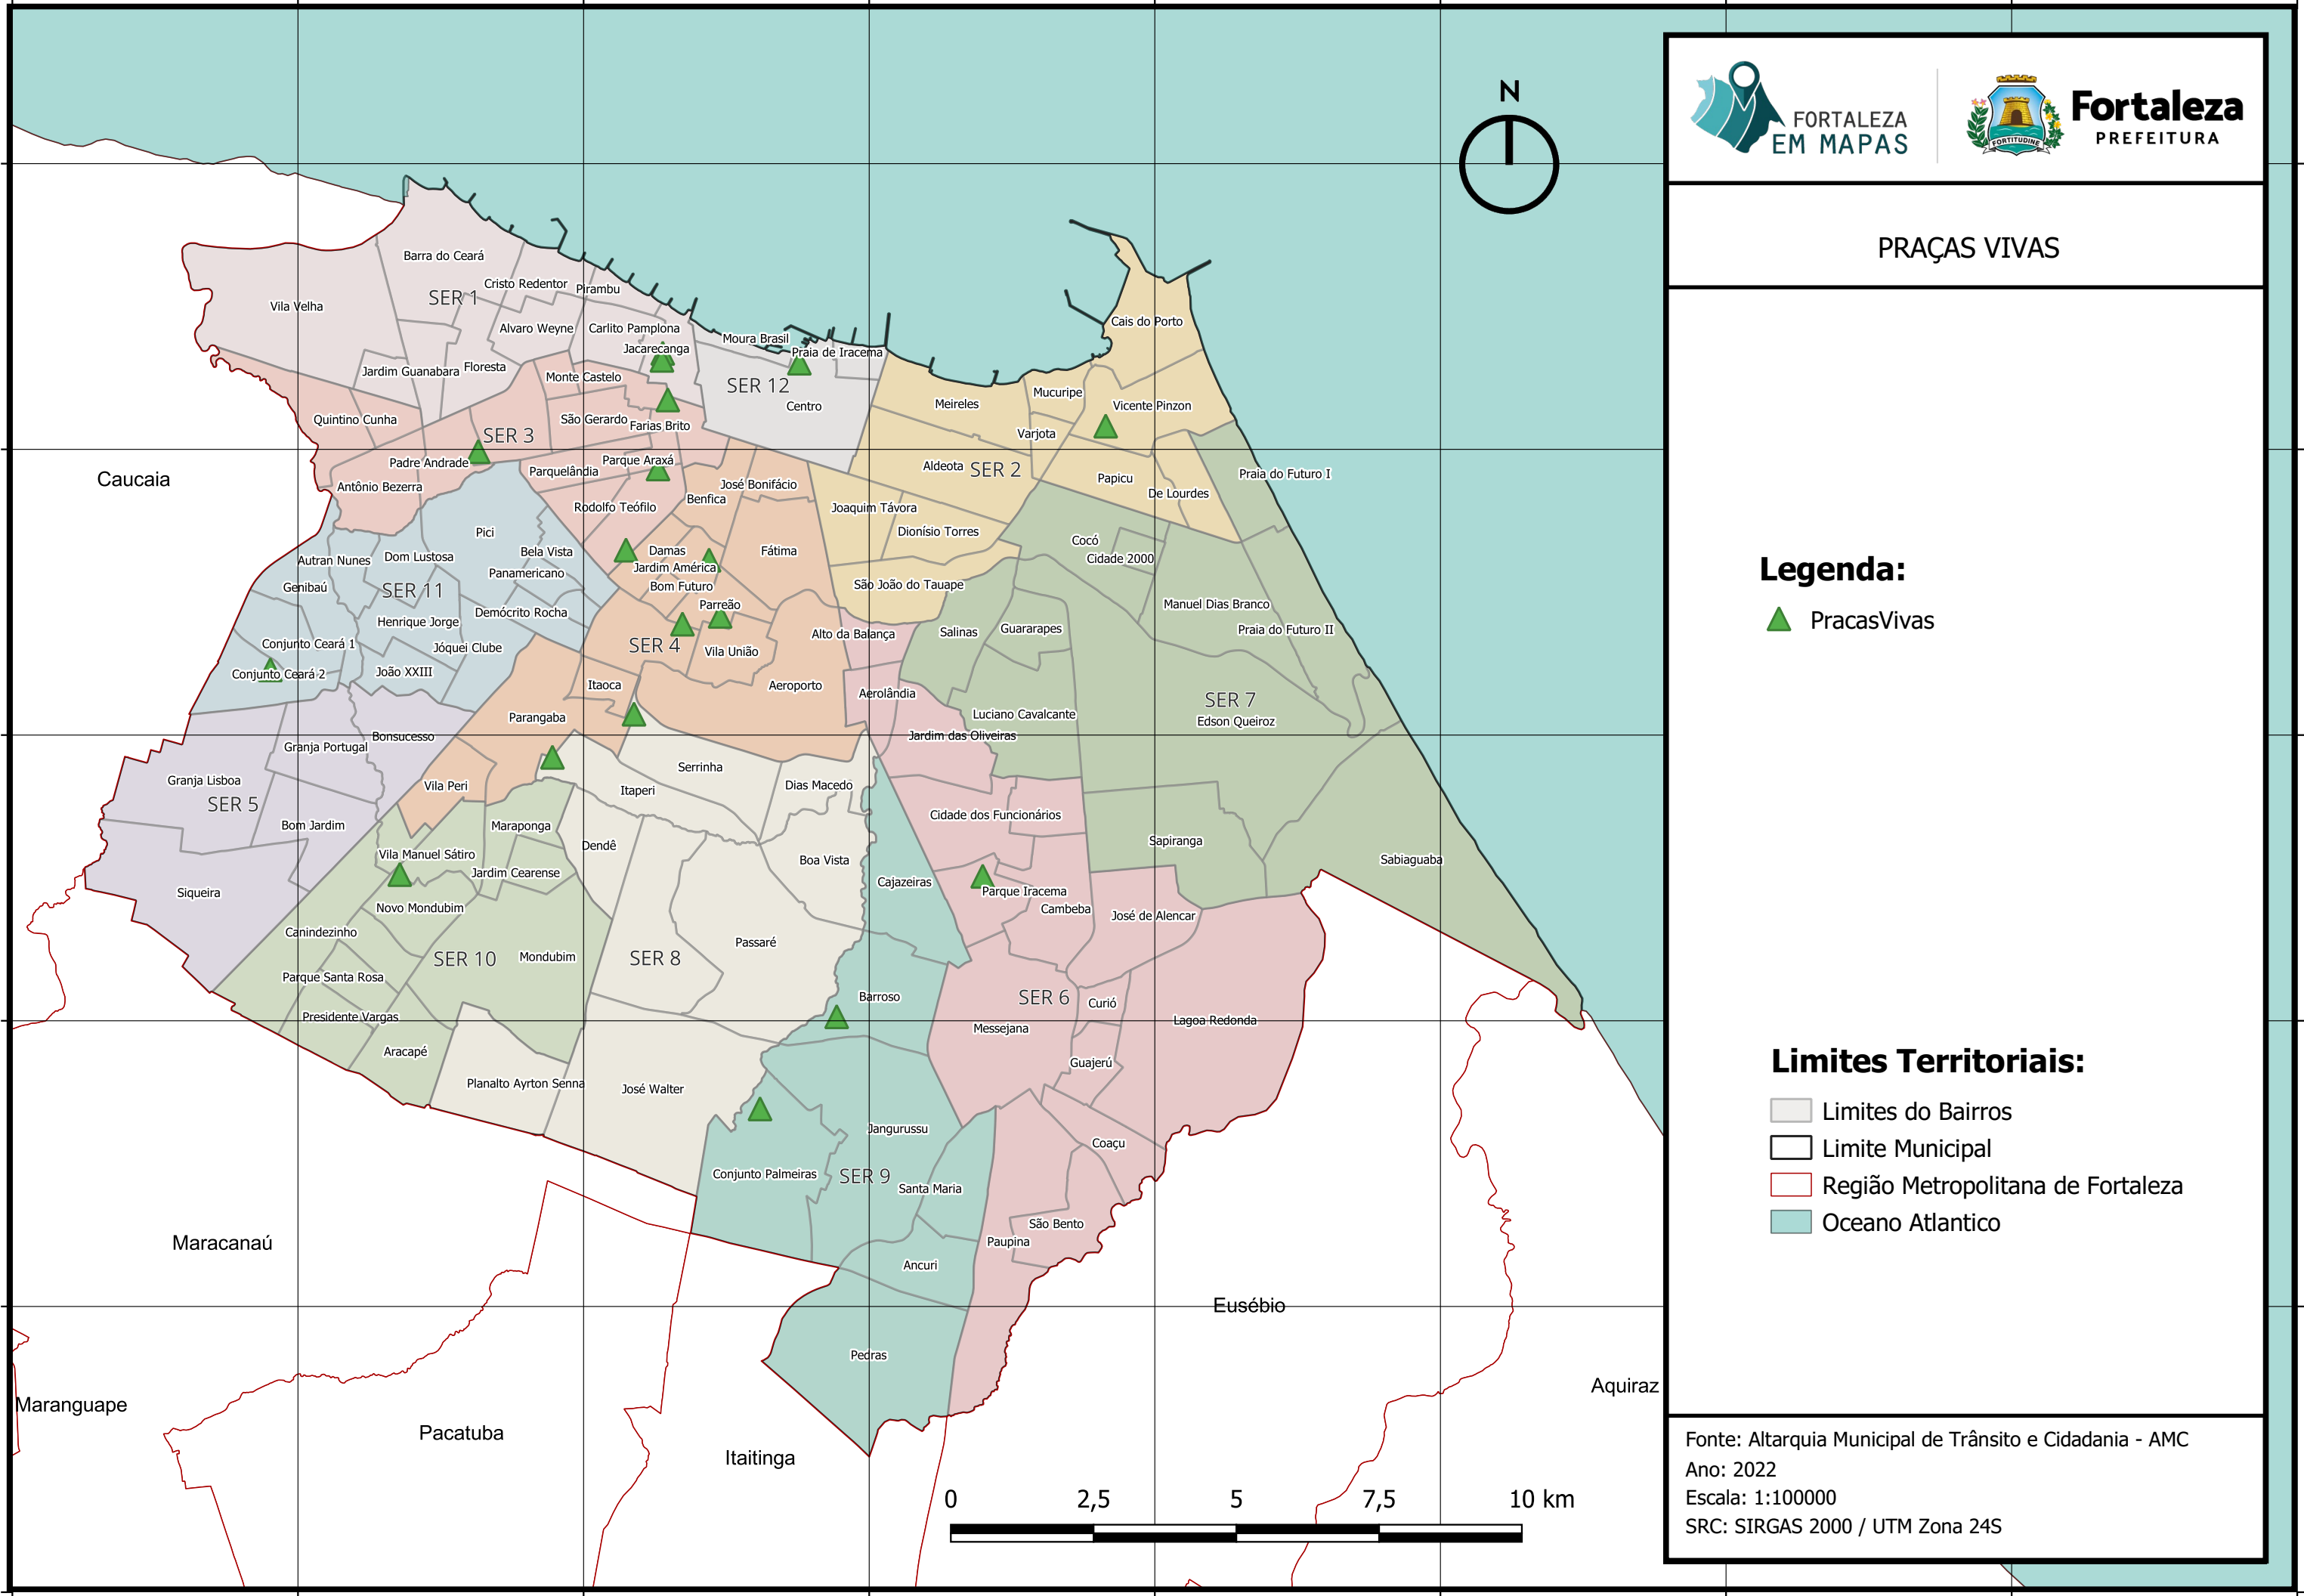 N
FORTALEZA
EM MAPAS
FORTITUDINE
Fortaleza
PREFEITURA
PRAÇAS VIVAS
Legenda:
PracasVivas
Limites Territoriais:
Limites do Bairros
Limite Municipal
Região Metropolitana de Fortaleza
Oceano Atlantico
Fonte: Altarquia Municipal de Trânsito e Cidadania - AMC
Ano: 2022
Escala: 1:100000
SRC: SIRGAS 2000 / UTM Zona 24S
Barra do Ceará
Cristo Redentor
Pirambu
SER 1
Vila Velha
Alvaro Weyne
Carlito Pamplona
Jacarecanga
Moura Brasil
Praia de Iracema
Cais do Porto
Jardim Guanabara
Floresta
Monte Castelo
SER 12
Centro
Meireles
Mucuripe
Vicente Pinzon
Quintino Cunha
São Gerardo
Farias Brito
SER 3
Varjota
Padre Andrade
Parquelândia
Parque Araxá
Aldeota
SER 2
Papicu
De Lourdes
Praia do Futuro I
Caucaia
Antônio Bezerra
Benfica
José Bonifácio
Rodolfo Teófilo
Joaquim Távora
Dionísio Torres
Pici
Cocó
Cidade 2000
Autran Nunes
Dom Lustosa
Bela Vista
Damas
Fátima
Genibaú
SER 11
Panamericano
Jardim América
Bom Futuro
São João do Tauape
Henrique Jorge
Demócrito Rocha
Parreão
Manuel Dias Branco
Praia do Futuro II
Conjunto Ceará 1
Jóquei Clube
SER 4
Vila União
Alto da Balança
Salinas
Guararapes
Conjunto Ceará 2
João XXIII
Itaoca
Aeroporto
Aerolândia
SER 7
Edson Queiroz
Parangaba
Luciano Cavalcante
Jardim das Oliveiras
Granja Portugal
Bonsucesso
Granja Lisboa
SER 5
Vila Peri
Serrinha
Itaperi
Dias Macedo
Bom Jardim
Maraponga
Cidade dos Funcionários
Vila Manuel Sátiro
Dendê
Sapiranga
Boa Vista
Sabiaguaba
Siqueira
Jardim Cearense
Cajazeiras
Parque Iracema
Novo Mondubim
Cambeba
José de Alencar
Canindezinho
SER 10
Mondubim
SER 8
Passaré
Parque Santa Rosa
Barroso
SER 6
Curió
Presidente Vargas
Messejana
Lagoa Redonda
Aracapé
Guajerú
Planalto Ayrton Senna
José Walter
Jangurussu
Coaçu
Conjunto Palmeiras
SER 9
Santa Maria
São Bento
Paupina
Maracanaú
Ancuri
Eusébio
Pedras
Aquiraz
Maranguape
Pacatuba
Itaitinga
0 2,5 5 7,5 10 km